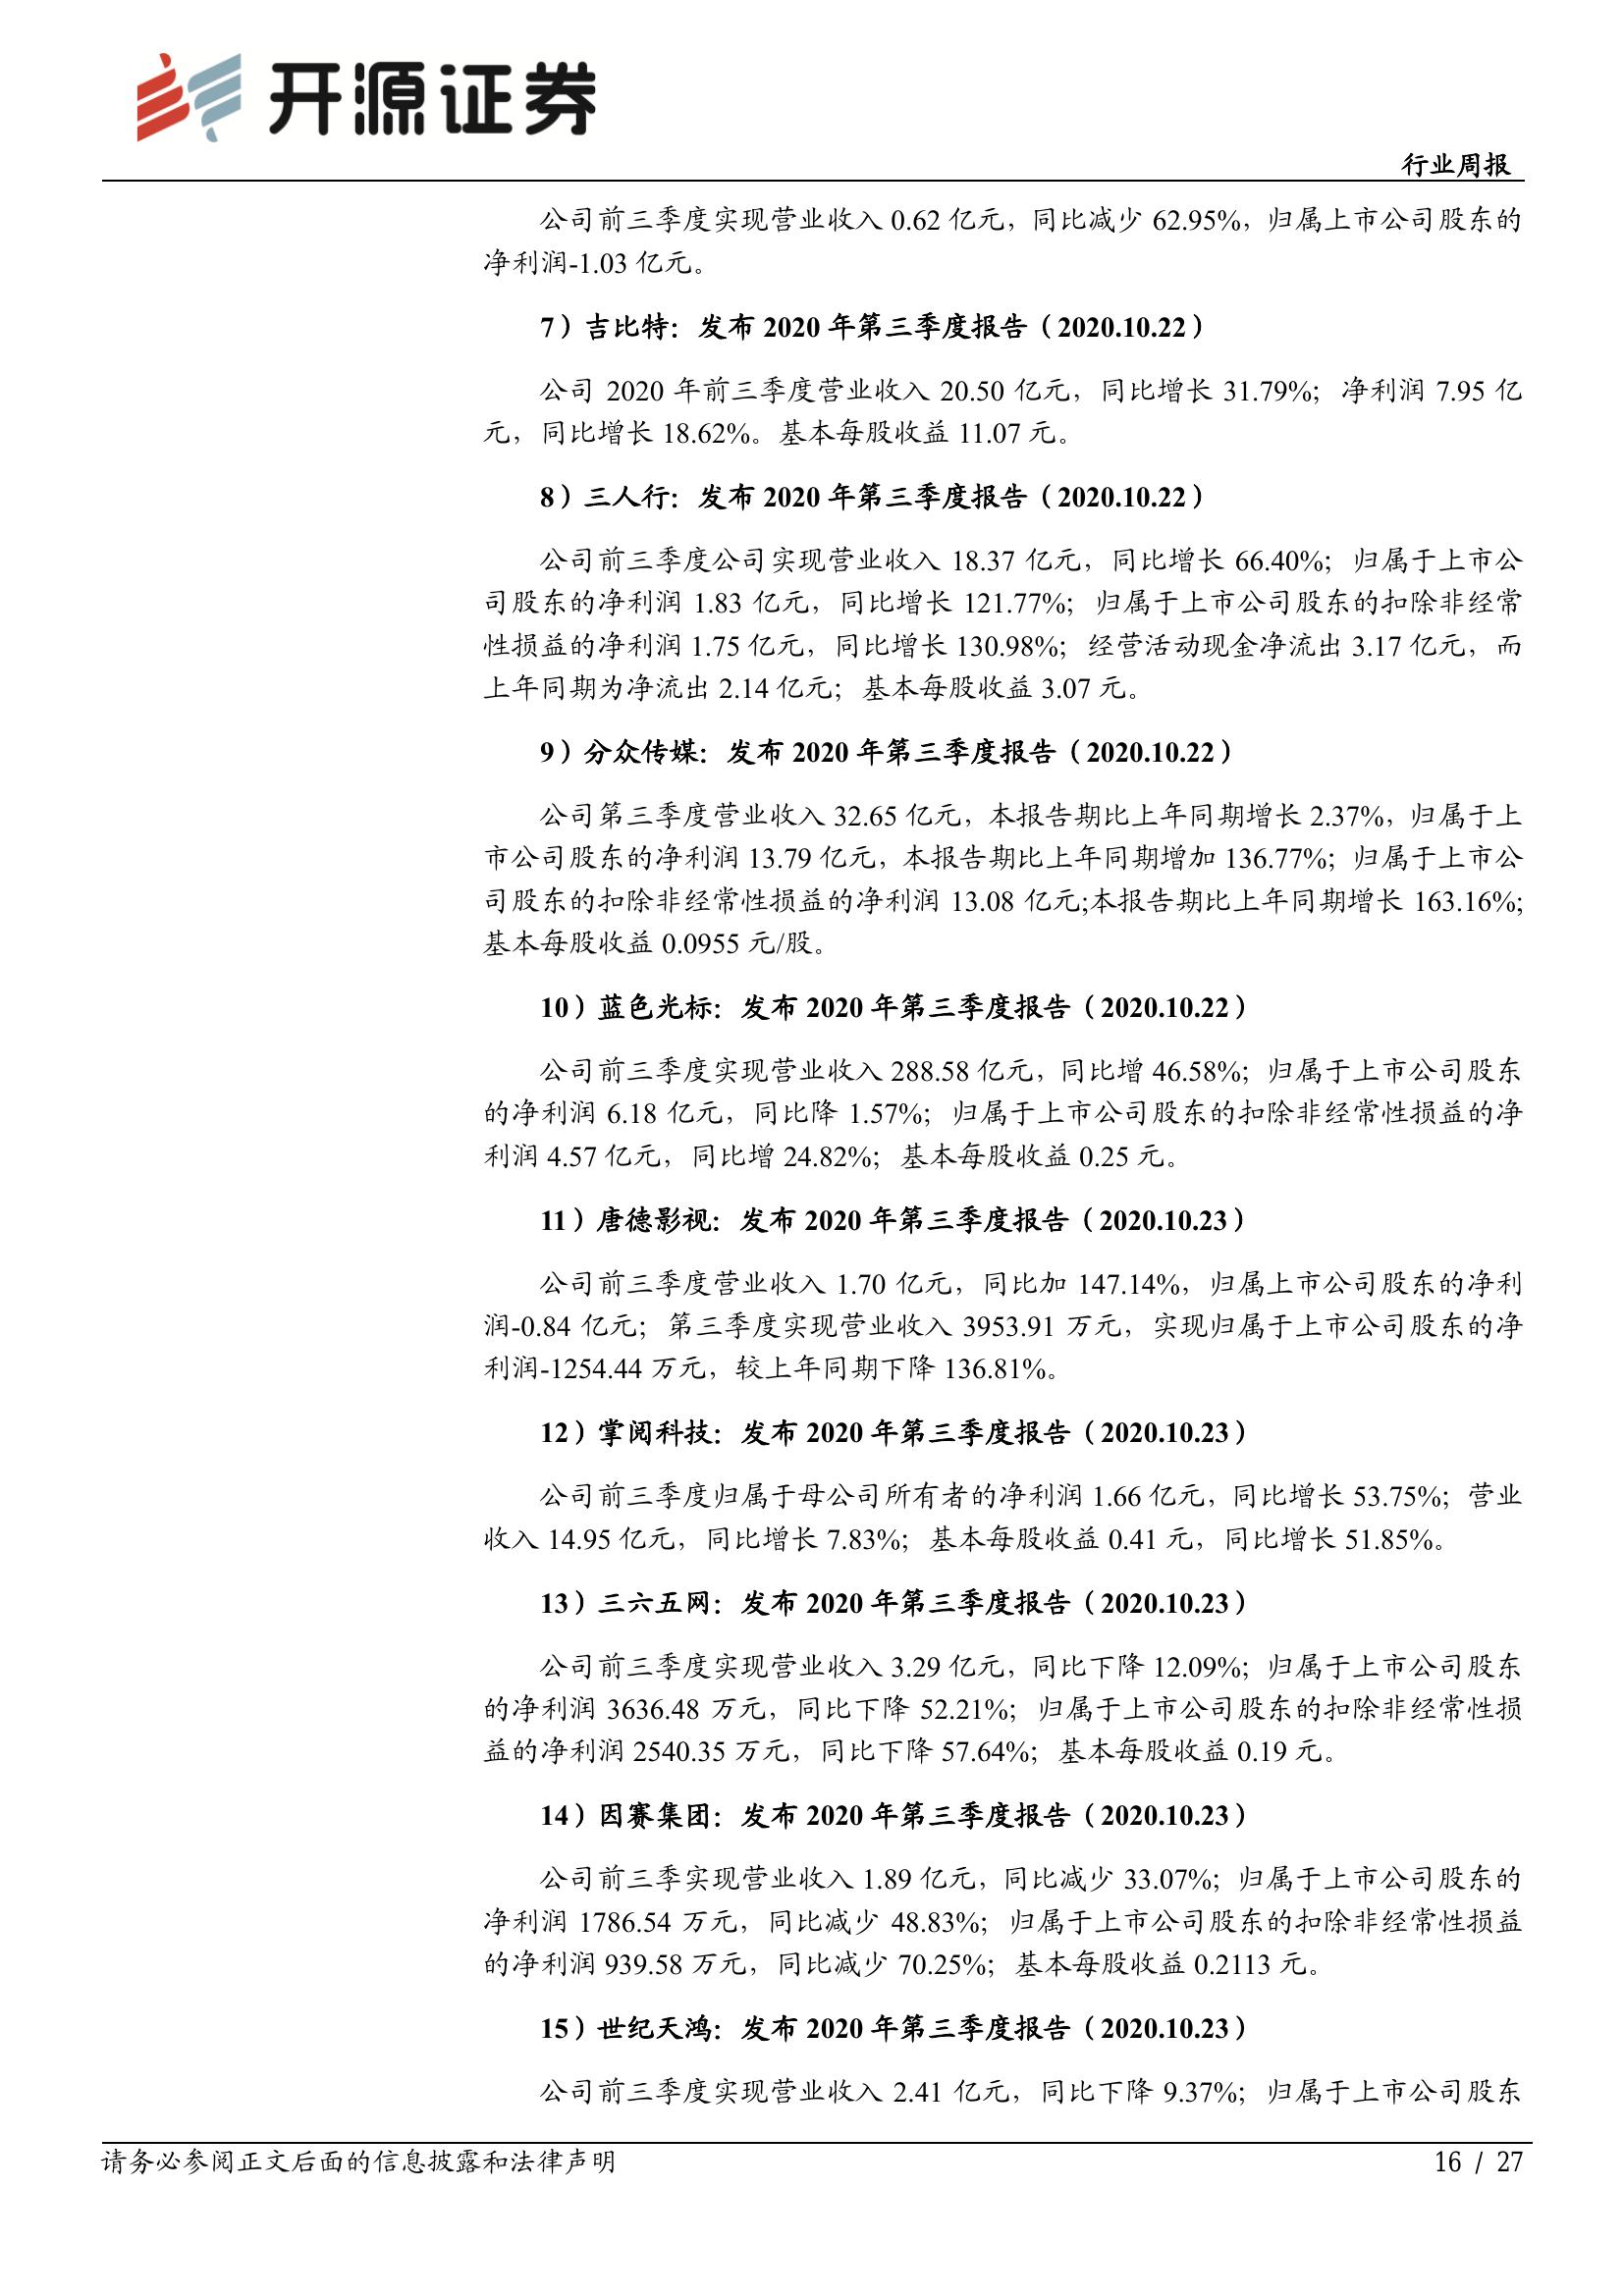 开源证券
行业周报
公司前三季度实现营业收入 0.62 亿元，同比减少 62.95%，归属上市公司股东的
净利润-1.03 亿元。
7）吉比特：发布 2020 年第三季度报告（2020.10.22）
公司 2020 年前三季度营业收入 20.50 亿元，同比增长 31.79%；净利润 7.95 亿
元，同比增长 18.62%。基本每股收益 11.07 元。
8）三人行：发布 2020 年第三季度报告（2020.10.22）
公司前三季度公司实现营业收入 18.37 亿元，同比增长 66.40%；归属于上市公
司股东的净利润 1.83 亿元，同比增长 121.77%；归属于上市公司股东的扣除非经常
性损益的净利润 1.75 亿元，同比增长 130.98%；经营活动现金净流出 3.17 亿元，而
上年同期为净流出 2.14 亿元；基本每股收益 3.07 元。
9）分众传媒：发布 2020 年第三季度报告（2020.10.22）
公司第三季度营业收入 32.65 亿元，本报告期比上年同期增长 2.37%，归属于上
市公司股东的净利润 13.79 亿元，本报告期比上年同期增加 136.77%；归属于上市公
司股东的扣除非经常性损益的净利润 13.08 亿元;本报告期比上年同期增长 163.16%;
基本每股收益 0.0955 元/股。
10）蓝色光标：发布 2020 年第三季度报告（2020.10.22）
公司前三季度实现营业收入 288.58 亿元，同比增 46.58%；归属于上市公司股东
的净利润 6.18 亿元，同比降 1.57%；归属于上市公司股东的扣除非经常性损益的净
利润 4.57 亿元，同比增 24.82%；基本每股收益 0.25 元。
11）唐德影视：发布 2020 年第三季度报告（2020.10.23）
公司前三季度营业收入 1.70 亿元，同比加 147.14%，归属上市公司股东的净利
润-0.84 亿元；第三季度实现营业收入 3953.91 万元，实现归属于上市公司股东的净
利润-1254.44 万元，较上年同期下降 136.81%。
12）掌阅科技：发布 2020 年第三季度报告（2020.10.23）
公司前三季度归属于母公司所有者的净利润 1.66 亿元，同比增长 53.75%；营业
收入 14.95 亿元，同比增长 7.83%；基本每股收益 0.41 元，同比增长 51.85%。
13）三六五网：发布 2020 年第三季度报告（2020.10.23）
公司前三季度实现营业收入 3.29 亿元，同比下降 12.09%；归属于上市公司股东
的净利润 3636.48 万元，同比下降 52.21%；归属于上市公司股东的扣除非经常性损
益的净利润 2540.35 万元，同比下降 57.64%；基本每股收益 0.19 元。
14）因赛集团：发布 2020 年第三季度报告（2020.10.23）
公司前三季实现营业收入 1.89 亿元，同比减少 33.07%；归属于上市公司股东的
净利润 1786.54 万元，同比减少 48.83%；归属于上市公司股东的扣除非经常性损益
的净利润 939.58 万元，同比减少 70.25%；基本每股收益 0.2113 元。
15）世纪天鸿：发布 2020 年第三季度报告（2020.10.23）
公司前三季度实现营业收入 2.41 亿元，同比下降 9.37%；归属于上市公司股东
请务必参阅正文后面的信息披露和法律声明
16 / 27